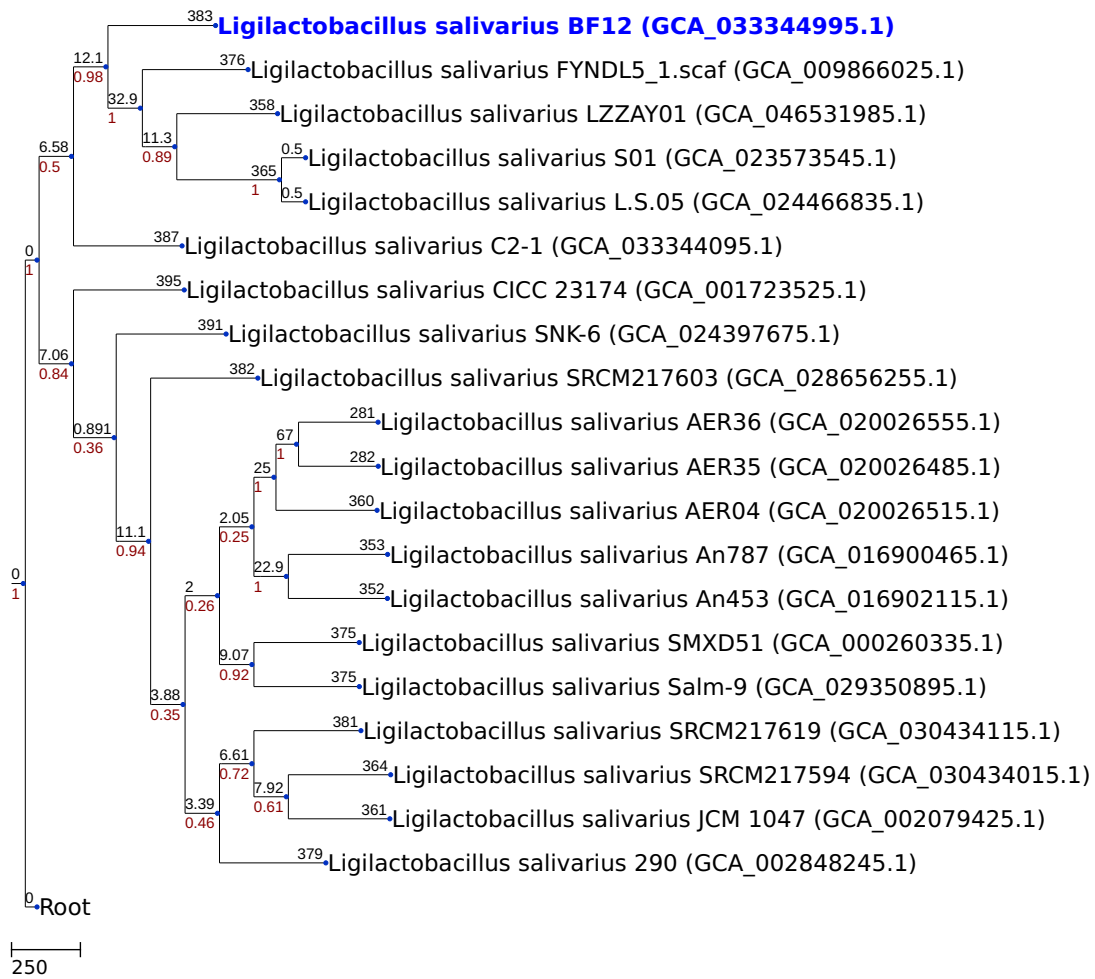 383 Ligilactobacillus salivarius BF12 (GCA_033344995.1)
12.1
0.98
376 Ligilactobacillus salivarius FYNDL5_1.scaf (GCA_009866025.1)
32.9
1
358 Ligilactobacillus salivarius LZZAY01 (GCA_046531985.1)
11.3
0.89
6.58
0.5
0.5 Ligilactobacillus salivarius S01 (GCA_023573545.1)
365
1
0.5 Ligilactobacillus salivarius L.S.05 (GCA_024466835.1)
387 Ligilactobacillus salivarius C2-1 (GCA_033344095.1)
0
1
395 Ligilactobacillus salivarius CICC 23174 (GCA_001723525.1)
391 Ligilactobacillus salivarius SNK-6 (GCA_024397675.1)
7.06
0.84
382 Ligilactobacillus salivarius SRCM217603 (GCA_028656255.1)
281 Ligilactobacillus salivarius AER36 (GCA_020026555.1)
0.891
0.36
67
1
282 Ligilactobacillus salivarius AER35 (GCA_020026485.1)
25
1
360 Ligilactobacillus salivarius AER04 (GCA_020026515.1)
2.05
0.25
11.1
0.94
353 Ligilactobacillus salivarius An787 (GCA_016900465.1)
22.9
1
0
1
2
0.26
352 Ligilactobacillus salivarius An453 (GCA_016902115.1)
375 Ligilactobacillus salivarius SMXD51 (GCA_000260335.1)
9.07
0.92
375 Ligilactobacillus salivarius Salm-9 (GCA_029350895.1)
3.88
0.35
381 Ligilactobacillus salivarius SRCM217619 (GCA_030434115.1)
6.61
0.72
364 Ligilactobacillus salivarius SRCM217594 (GCA_030434015.1)
7.92
0.61
3.39
0.46
361 Ligilactobacillus salivarius JCM 1047 (GCA_002079425.1)
379 Ligilactobacillus salivarius 290 (GCA_002848245.1)
0 Root
250